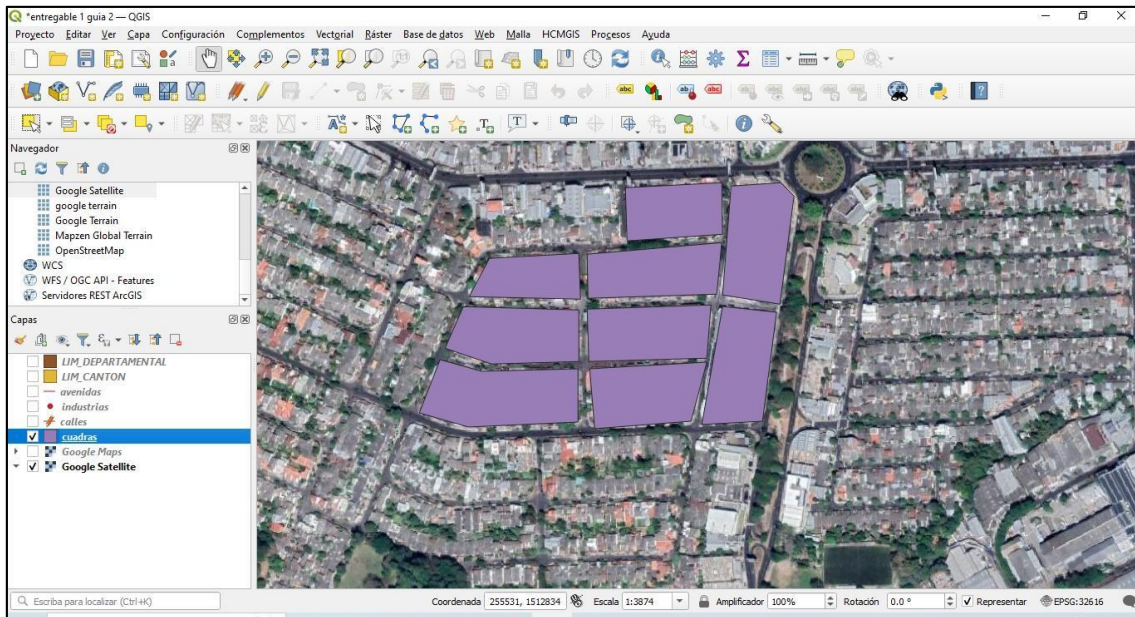 *entregable 1 guia 2 — QGIS
Proyecto Editar Ver Capa Configuración Complementos Vectorial Ráster Base de datos Web Malla HCMGIS Procesos Ayuda
Navegador
Google Satellite
google terrain
Google Terrain
Mapzen Global Terrain
OpenStreetMap
WCS
WFS / OGC API - Features
Servidores REST ArcGIS
Capas
LIM_DEPARTAMENTAL
LIM_CANTON
avenidas
industrias
calles
cuadras
Google Maps
Google Satellite
Escriba para localizar (Ctrl+K)
Coordenada 255531, 1512834 Escala 1:3874 Amplificador 100% Rotación 0.0 ° Representar EPSG:32616